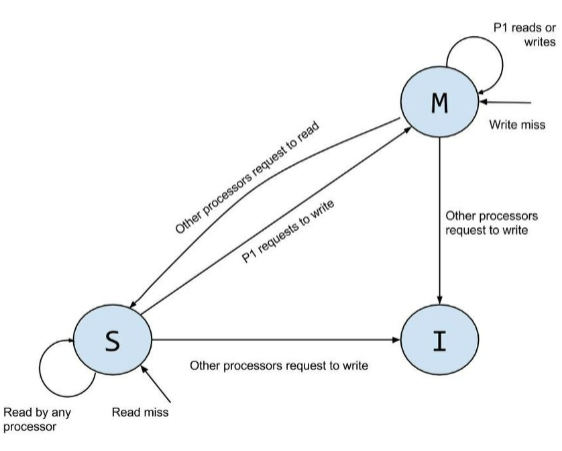 P1 reads or
writes
M
Write miss
Other processors request to read
P1 requests to write
Other processors
request to write
S
I
Other processors request to write
Read by any
processor
Read miss